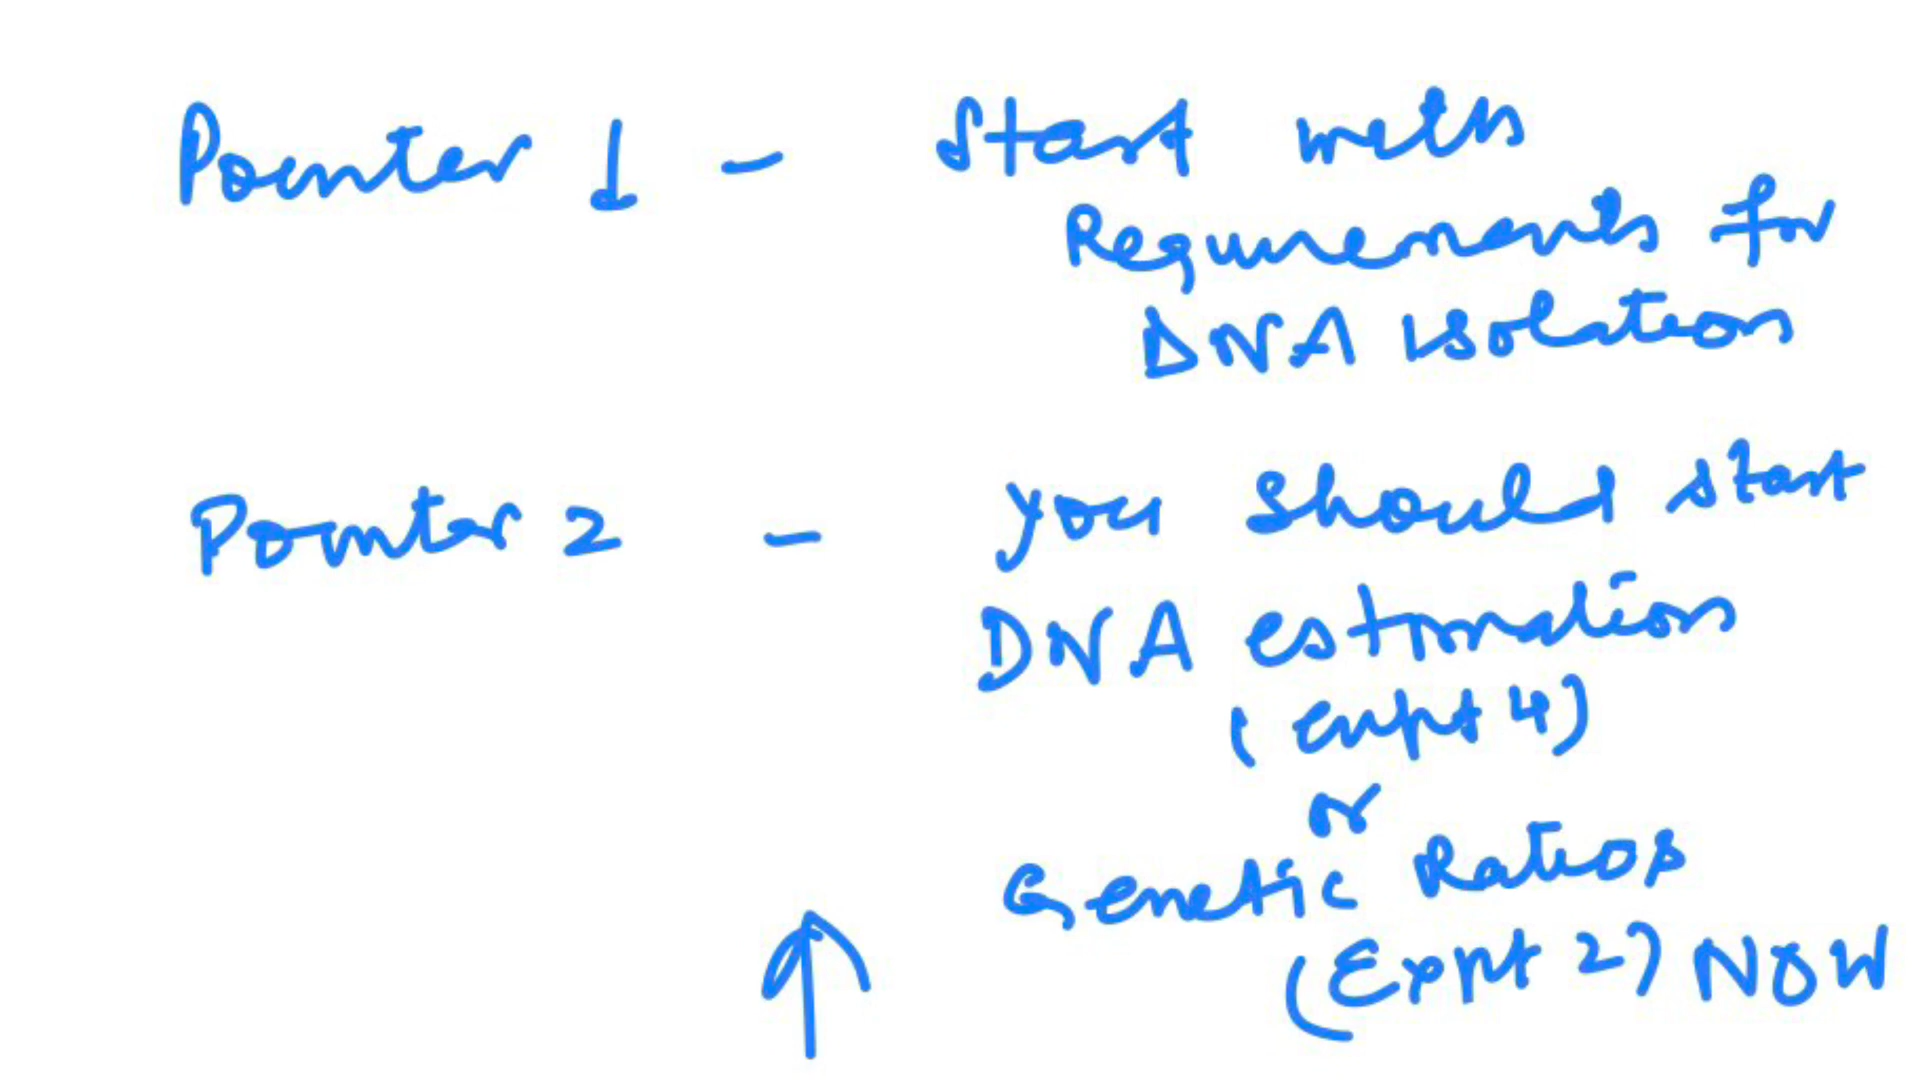 Pointer 1 - Start with
Requirements for
DNA isolation
Pointer 2 - you should start
DNA estimation
(expt 4)
or
Genetic Ratios
(Expt 2) NOW